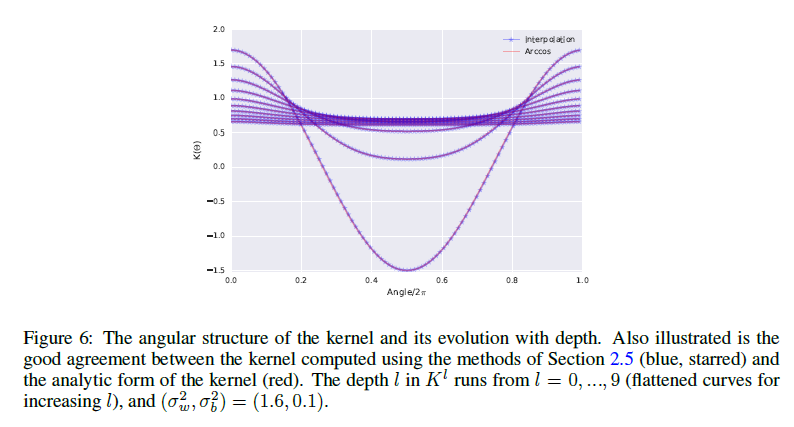 2.0
1.5
1.0
0.5
0.0
−0.5
−1.0
−1.5
K(Θ)
Interpolation
Arccos
0.0 0.2 0.4 0.6 0.8 1.0
Angle/2π
Figure 6: The angular structure of the kernel and its evolution with depth. Also illustrated is the
good agreement between the kernel computed using the methods of Section 2.5 (blue, starred) and
the analytic form of the kernel (red). The depth l in K^l runs from l = 0, ..., 9 (flattened curves for
increasing l), and (σ_w^2, σ_b^2) = (1.6, 0.1).